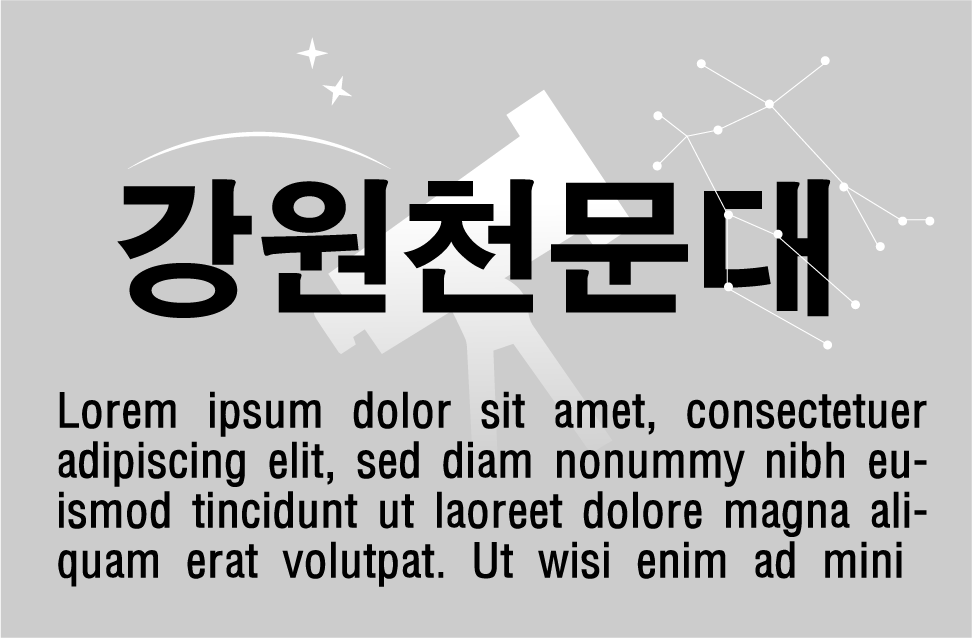 강원천문대
Lorem ipsum dolor sit amet, consectetuer
adipiscing elit, sed diam nonummy nibh eu-
ismod tincidunt ut laoreet dolore magna ali-
quam erat volutpat. Ut wisi enim ad mini